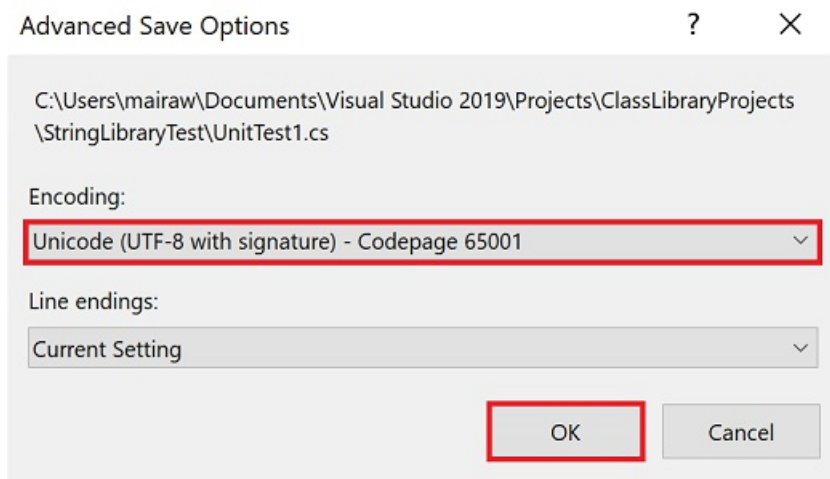 Advanced Save Options
C:\Users\mairaw\Documents\Visual Studio 2019\Projects\ClassLibraryProjects
\StringLibraryTest\UnitTest1.cs
Encoding:
Unicode (UTF-8 with signature) - Codepage 65001
Line endings:
Current Setting
OK Cancel